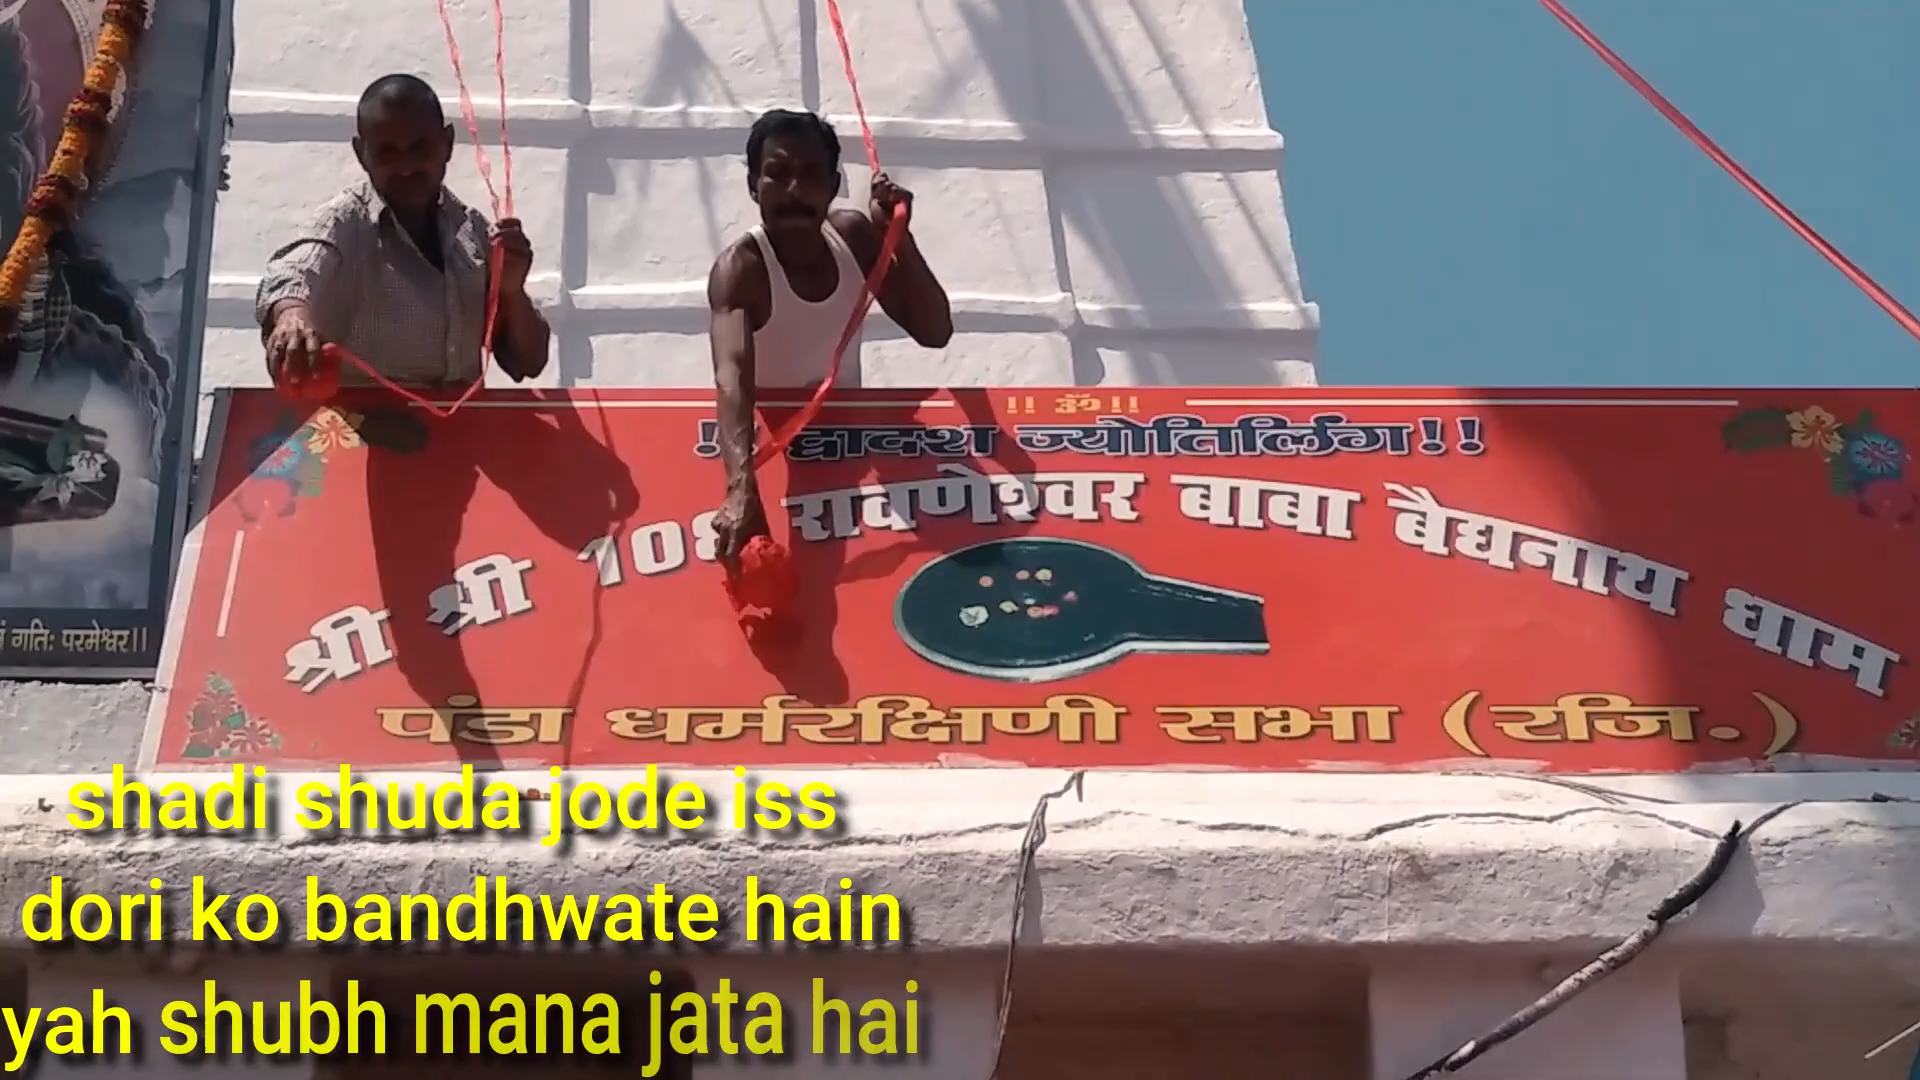 !! ॐ !!
!! द्वादश ज्योतिर्लिंग !!
श्री श्री 108 रावणेश्वर बाबा बैद्यनाथ धाम
पंडा धर्मरक्षिणी सभा (रजि.)
गतिः परमेश्वर।।
shadi shuda jode iss
dori ko bandhwate hain
yah shubh mana jata hai